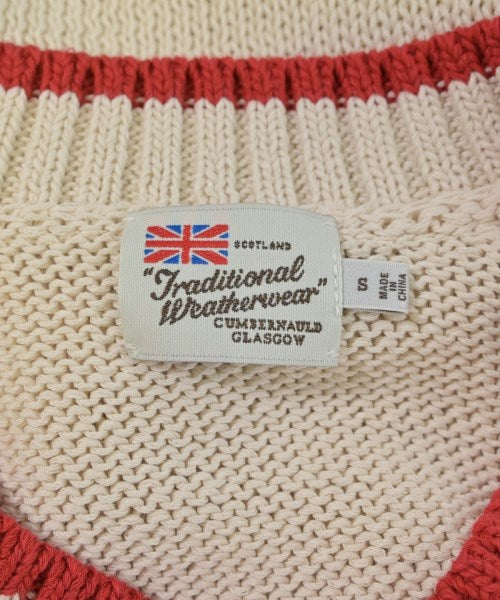 SCOTLAND
"Traditional
Weatherwear"
CUMBERNAULD
GLASGOW
S
MADE
IN
CHINA